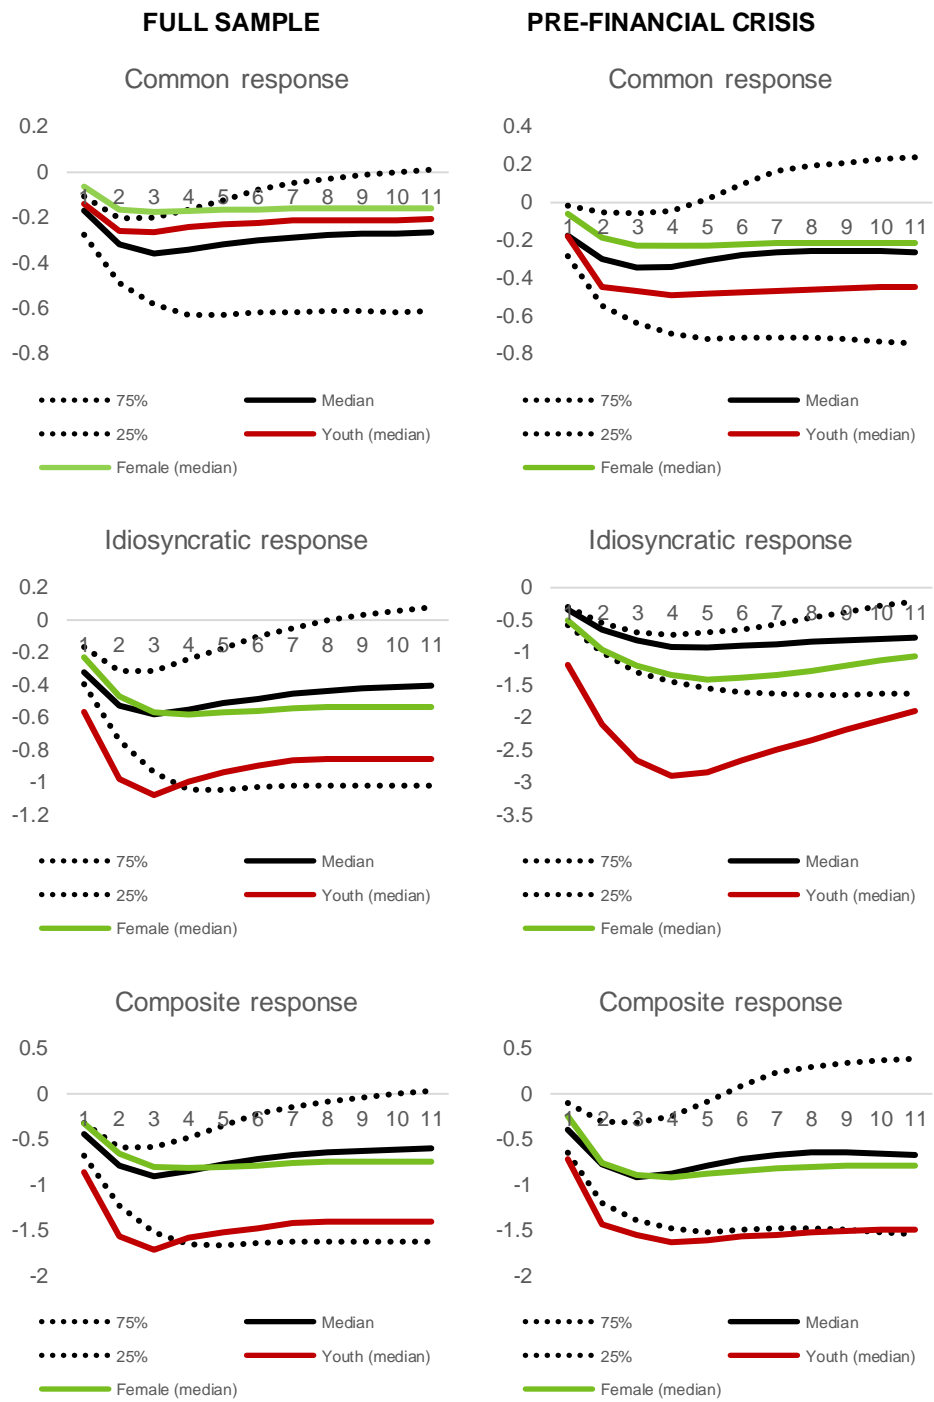 FULL SAMPLE
PRE-FINANCIAL CRISIS
Common response
0.2
0
-0.2
-0.4
-0.6
-0.8
1 2 3 4 5 6 7 8 9 10 11
75% Median
25% Youth (median)
Female (median)
Common response
0.4
0.2
0
-0.2
-0.4
-0.6
-0.8
1 2 3 4 5 6 7 8 9 10 11
75% Median
25% Youth (median)
Female (median)
Idiosyncratic response
0.2
0
-0.2
-0.4
-0.6
-0.8
-1
-1.2
1 2 3 4 5 6 7 8 9 10 11
75% Median
25% Youth (median)
Female (median)
Idiosyncratic response
0
-0.5
-1
-1.5
-2
-2.5
-3
-3.5
1 2 3 4 5 6 7 8 9 10 11
75% Median
25% Youth (median)
Female (median)
Composite response
0.5
0
-0.5
-1
-1.5
-2
1 2 3 4 5 6 7 8 9 10 11
75% Median
25% Youth (median)
Female (median)
Composite response
0.5
0
-0.5
-1
-1.5
-2
1 2 3 4 5 6 7 8 9 10 11
75% Median
25% Youth (median)
Female (median)